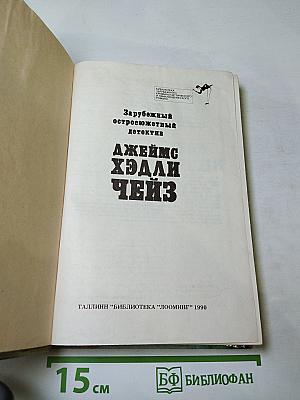 Зарубежный
остросюжетный
детектив
ДЖЕЙМС
ХЭДЛИ
ЧЕЙЗ
ТАЛЛИНН "БИБЛИОТЕКА "ЛООМИНГ" 1990
15 см
БФ БИБЛИОФАН